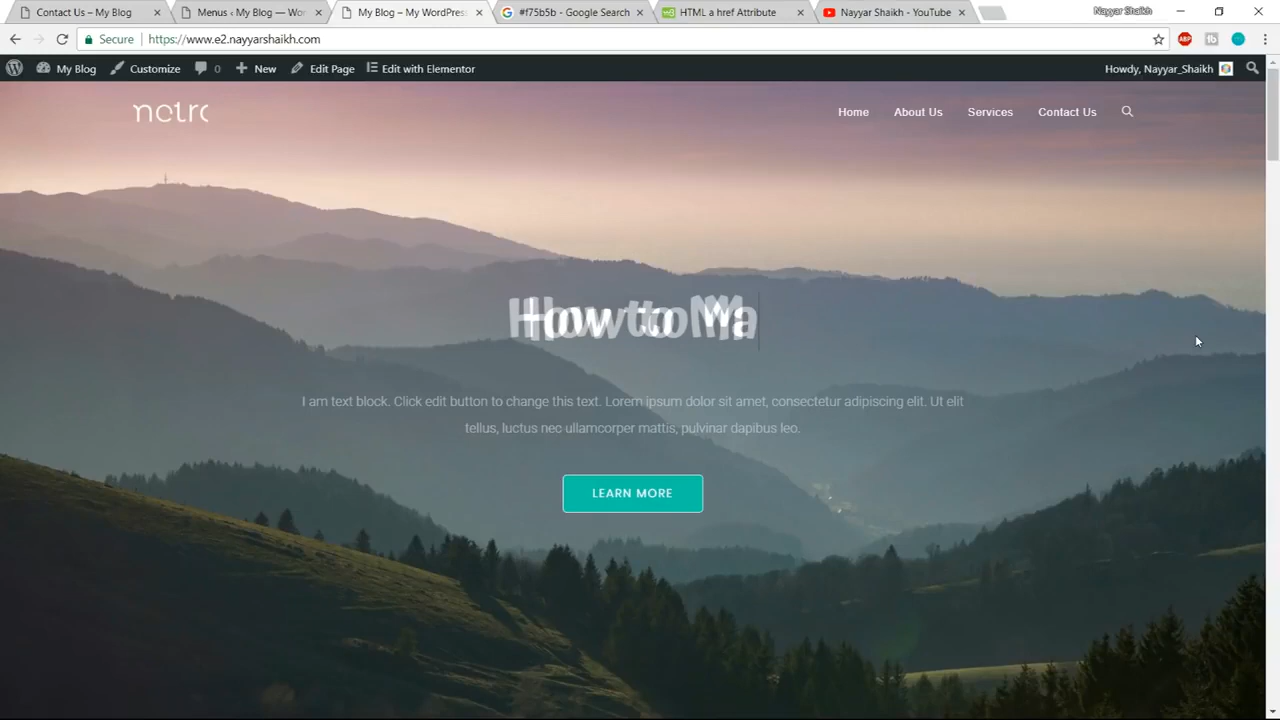 Contact Us – My Blog
Menus ‹ My Blog — Wor
My Blog – My WordPres
#f75b5b - Google Search
HTML a href Attribute
Nayyar Shaikh - YouTube
Nayyar Shaikh
Secure
https://www.e2.nayyarshaikh.com
My Blog
Customize
0
New
Edit Page
Edit with Elementor
Howdy, Nayyar_Shaikh
Home
About Us
Services
Contact Us
How to Ma
I am text block. Click edit button to change this text. Lorem ipsum dolor sit amet, consectetur adipiscing elit. Ut elit
tellus, luctus nec ullamcorper mattis, pulvinar dapibus leo.
LEARN MORE